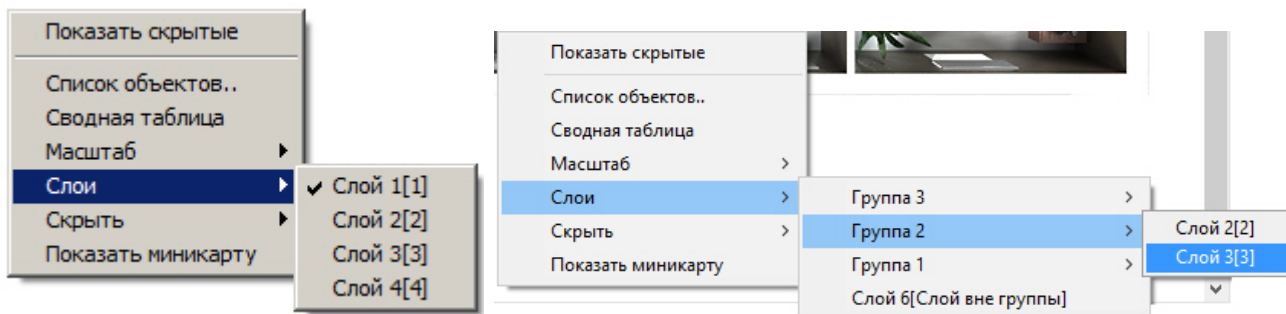 Показать скрытые
Список объектов..
Сводная таблица
Масштаб
Слои
Скрыть
Показать миникарту
Слой 1[1]
Слой 2[2]
Слой 3[3]
Слой 4[4]
Показать скрытые
Список объектов..
Сводная таблица
Масштаб
Слои
Скрыть
Показать миникарту
Группа 3
Группа 2
Группа 1
Слой 6[Слой вне группы]
Слой 2[2]
Слой 3[3]